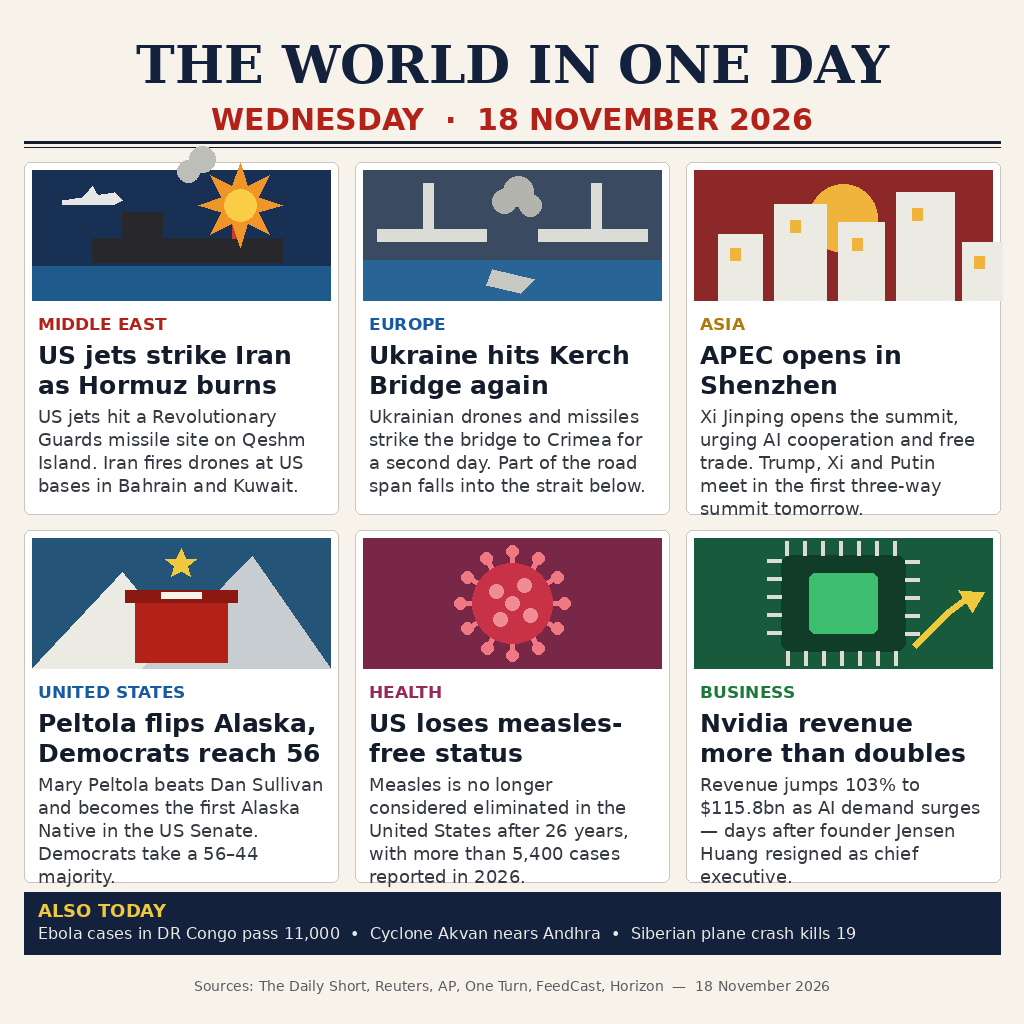 THE WORLD IN ONE DAY
WEDNESDAY · 18 NOVEMBER 2026
MIDDLE EAST
US jets strike Iran
as Hormuz burns
US jets hit a Revolutionary
Guards missile site on Qeshm
Island. Iran fires drones at US
bases in Bahrain and Kuwait.
EUROPE
Ukraine hits Kerch
Bridge again
Ukrainian drones and missiles
strike the bridge to Crimea for
a second day. Part of the road
span falls into the strait below.
ASIA
APEC opens in
Shenzhen
Xi Jinping opens the summit,
urging AI cooperation and free
trade. Trump, Xi and Putin
meet in the first three-way
summit tomorrow.
UNITED STATES
Peltola flips Alaska,
Democrats reach 56
Mary Peltola beats Dan Sullivan
and becomes the first Alaska
Native in the US Senate.
Democrats take a 56–44
majority.
HEALTH
US loses measles-
free status
Measles is no longer
considered eliminated in the
United States after 26 years,
with more than 5,400 cases
reported in 2026.
BUSINESS
Nvidia revenue
more than doubles
Revenue jumps 103% to
$115.8bn as AI demand surges
— days after founder Jensen
Huang resigned as chief
executive.
ALSO TODAY
Ebola cases in DR Congo pass 11,000 • Cyclone Akvan nears Andhra • Siberian plane crash kills 19
Sources: The Daily Short, Reuters, AP, One Turn, FeedCast, Horizon — 18 November 2026